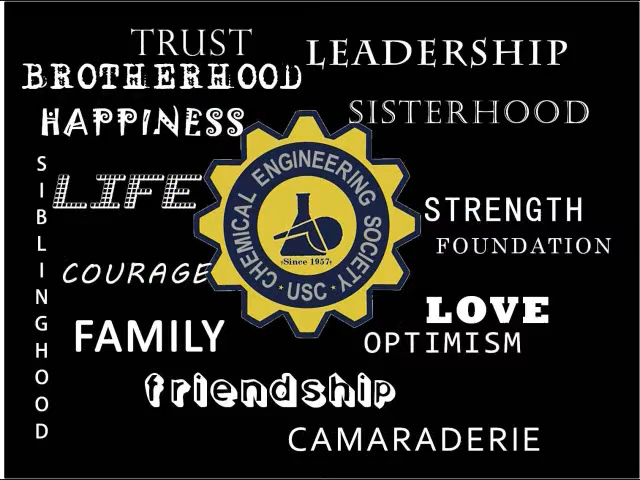 TRUST
LEADERSHIP
BROTHERHOOD
HAPPINESS
SISTERHOOD
SIBLINGHOOD
LIFE
CHEMICAL ENGINEERING SOCIETY
Since 1957
USC
STRENGTH
FOUNDATION
COURAGE
LOVE
FAMILY
OPTIMISM
friendship
CAMARADERIE